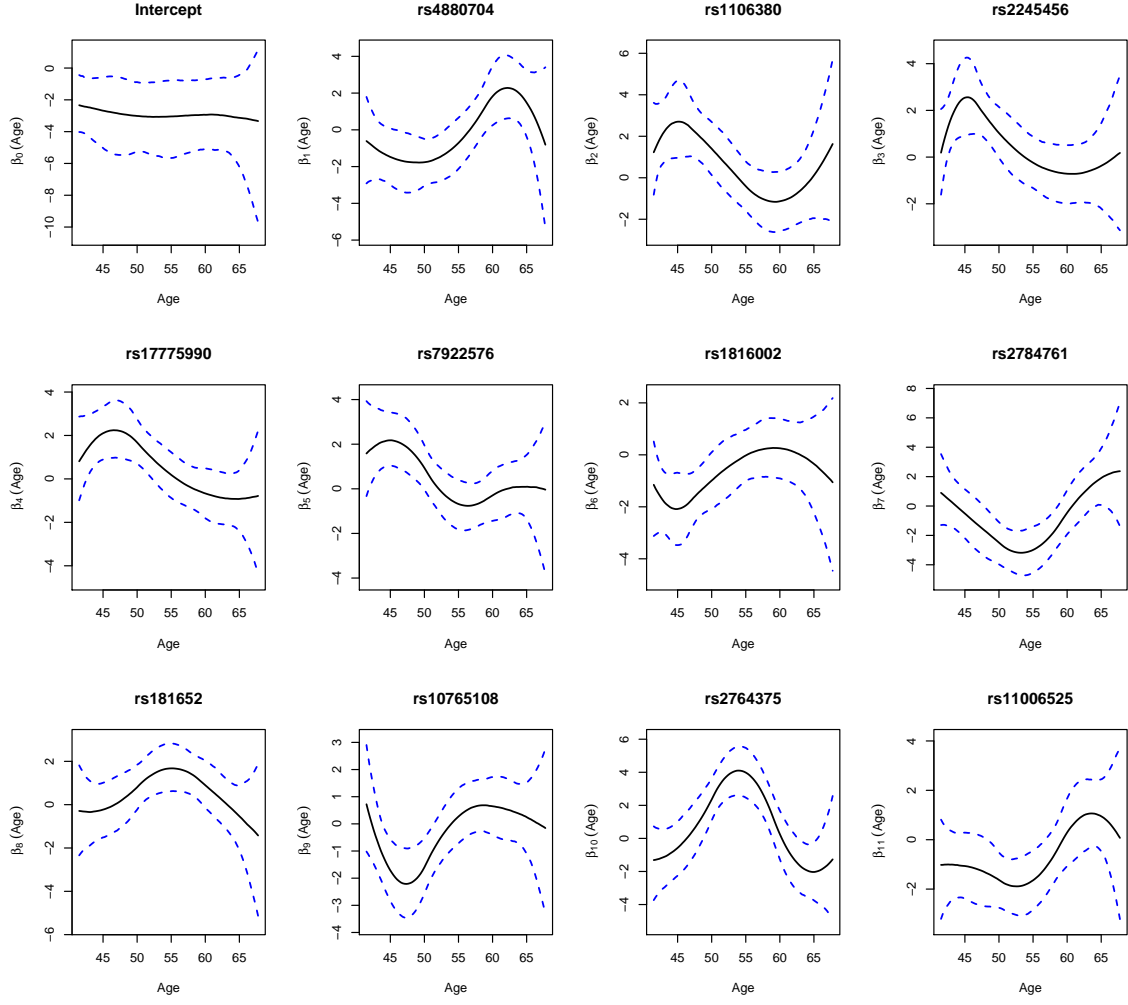 Intercept
β0 (Age)
0
−2
−4
−6
−8
−10
45 50 55 60 65
Age
rs4880704
β1 (Age)
4
2
0
−2
−4
−6
45 50 55 60 65
Age
rs1106380
β2 (Age)
6
4
2
0
−2
45 50 55 60 65
Age
rs2245456
β3 (Age)
4
2
0
−2
45 50 55 60 65
Age
rs17775990
β4 (Age)
4
2
0
−2
−4
45 50 55 60 65
Age
rs7922576
β5 (Age)
4
2
0
−2
−4
45 50 55 60 65
Age
rs1816002
β6 (Age)
2
0
−2
−4
45 50 55 60 65
Age
rs2784761
β7 (Age)
8
6
4
2
0
−2
−4
45 50 55 60 65
Age
rs181652
β8 (Age)
2
0
−2
−4
−6
45 50 55 60 65
Age
rs10765108
β9 (Age)
3
2
1
0
−1
−2
−3
−4
45 50 55 60 65
Age
rs2764375
β10 (Age)
6
4
2
0
−2
−4
45 50 55 60 65
Age
rs11006525
β11 (Age)
4
2
0
−2
45 50 55 60 65
Age